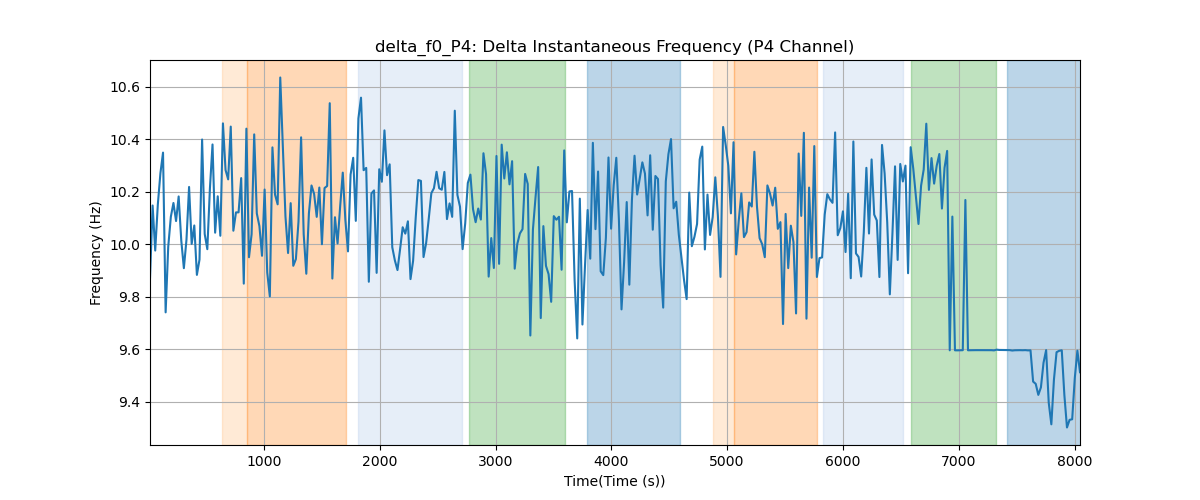 delta_f0_P4: Delta Instantaneous Frequency (P4 Channel)
Frequency (Hz)
10.6
10.4
10.2
10.0
9.8
9.6
9.4
1000 2000 3000 4000 5000 6000 7000 8000
Time(Time (s))